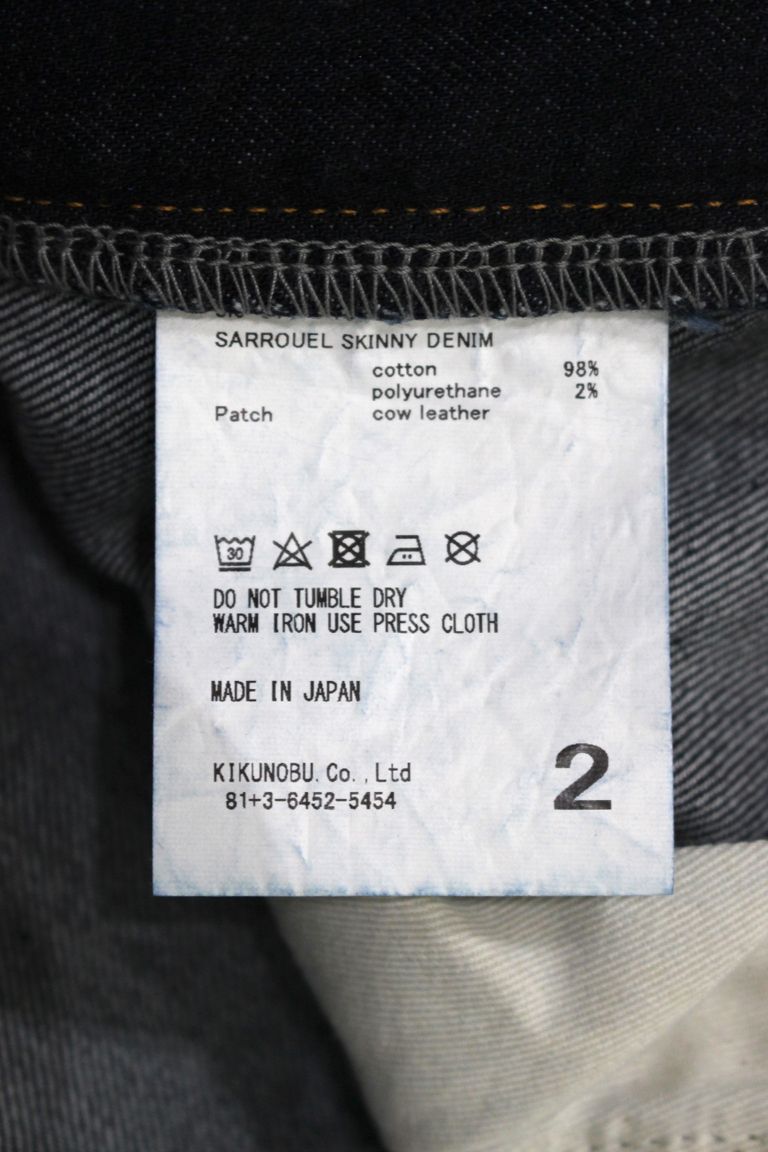 SARROUEL SKINNY DENIM
cotton 98%
polyurethane 2%
Patch cow leather
30
DO NOT TUMBLE DRY
WARM IRON USE PRESS CLOTH
MADE IN JAPAN
KIKUNOBU.Co.,Ltd
81+3-6452-5454
2